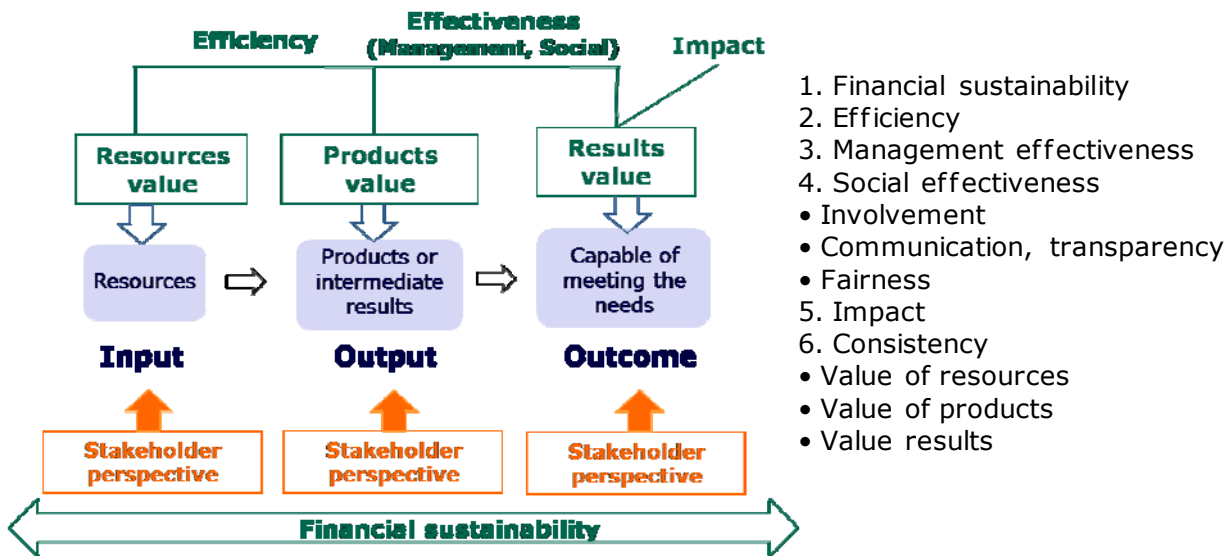 Efficiency
Effectiveness
(Management, Social)
Impact
Resources
value
Products
value
Results
value
Resources
Products or
intermediate
results
Capable of
meeting the
needs
Input
Output
Outcome
Stakeholder
perspective
Stakeholder
perspective
Stakeholder
perspective
Financial sustainability
1. Financial sustainability
2. Efficiency
3. Management effectiveness
4. Social effectiveness
• Involvement
• Communication, transparency
• Fairness
5. Impact
6. Consistency
• Value of resources
• Value of products
• Value results